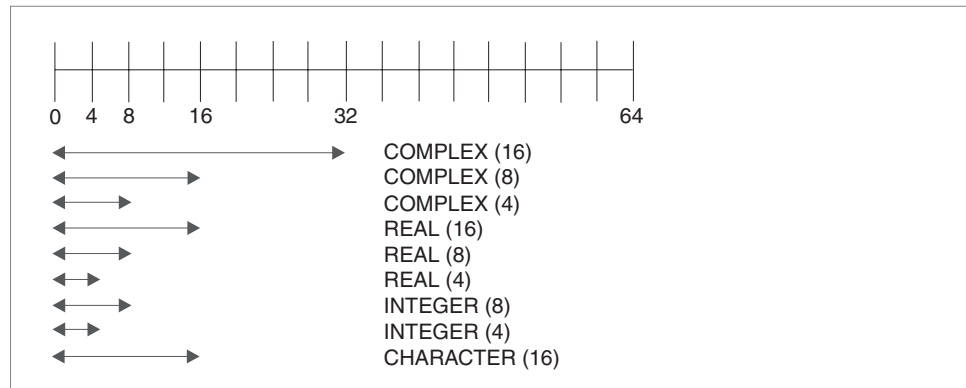 0 4 8 16 32 64
COMPLEX (16)
COMPLEX (8)
COMPLEX (4)
REAL (16)
REAL (8)
REAL (4)
INTEGER (8)
INTEGER (4)
CHARACTER (16)